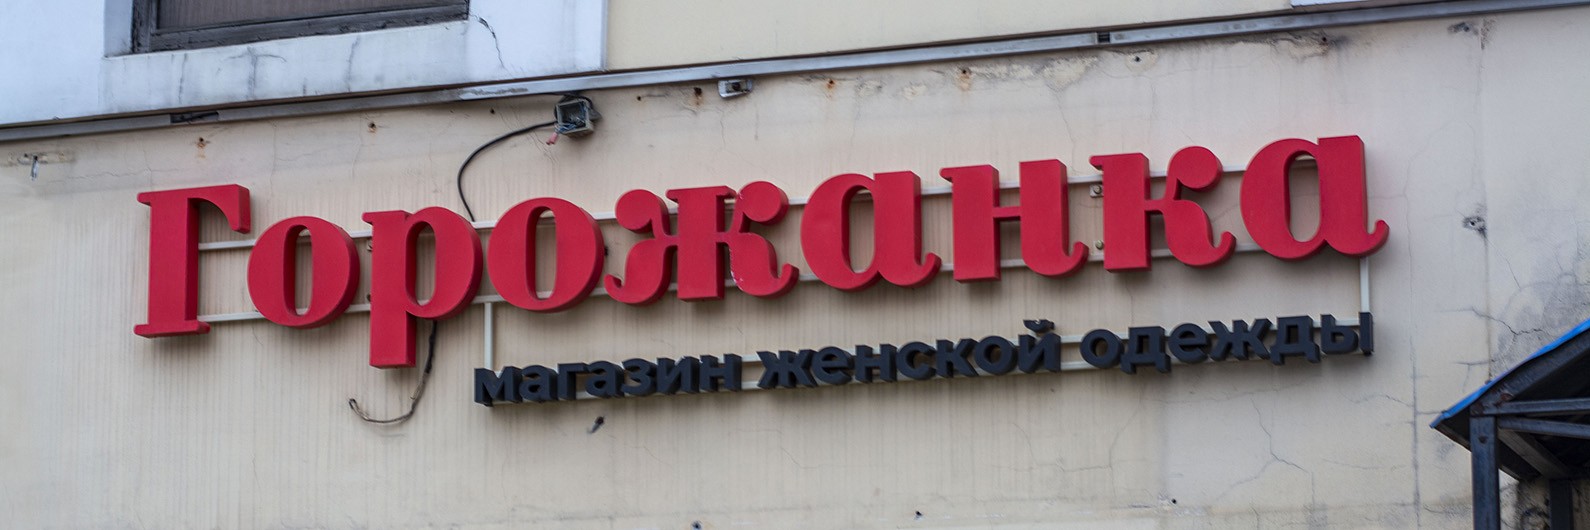 Горожанка
магазин женской одежды